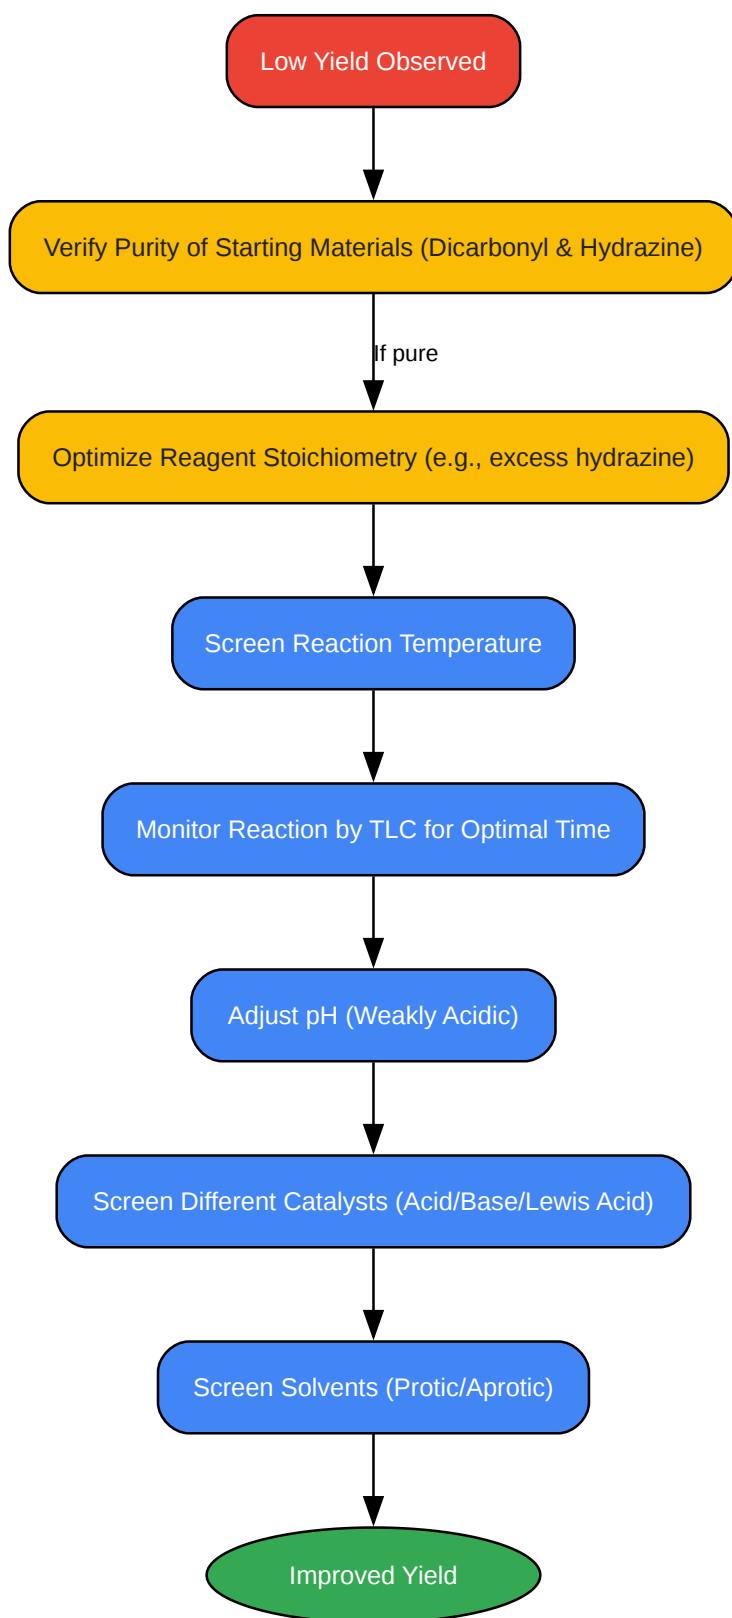 Low Yield Observed
Verify Purity of Starting Materials (Dicarbonyl & Hydrazine)
If pure
Optimize Reagent Stoichiometry (e.g., excess hydrazine)
Screen Reaction Temperature
Monitor Reaction by TLC for Optimal Time
Adjust pH (Weakly Acidic)
Screen Different Catalysts (Acid/Base/Lewis Acid)
Screen Solvents (Protic/Aprotic)
Improved Yield